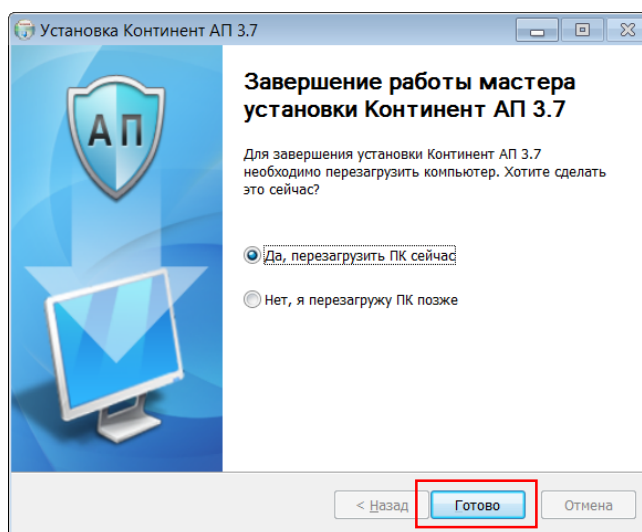 Установка Континент АП 3.7
АП
Завершение работы мастера
установки Континент АП 3.7
Для завершения установки Континент АП 3.7
необходимо перезагрузить компьютер. Хотите сделать
это сейчас?
Да, перезагрузить ПК сейчас
Нет, я перезагружу ПК позже
< Назад
Готово
Отмена